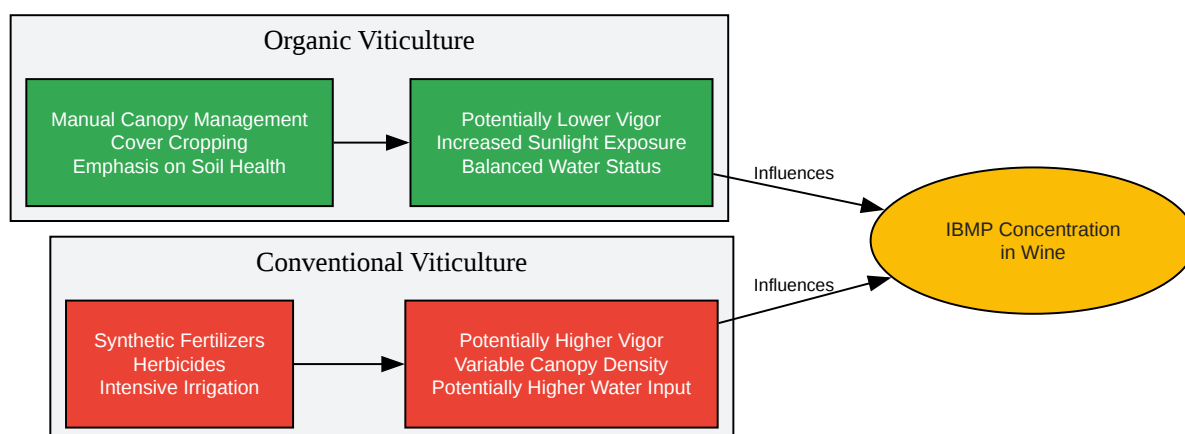 Organic Viticulture
Manual Canopy Management
Cover Cropping
Emphasis on Soil Health
Potentially Lower Vigor
Increased Sunlight Exposure
Balanced Water Status
Influences
IBMP Concentration
in Wine
Conventional Viticulture
Synthetic Fertilizers
Herbicides
Intensive Irrigation
Potentially Higher Vigor
Variable Canopy Density
Potentially Higher Water Input
Influences